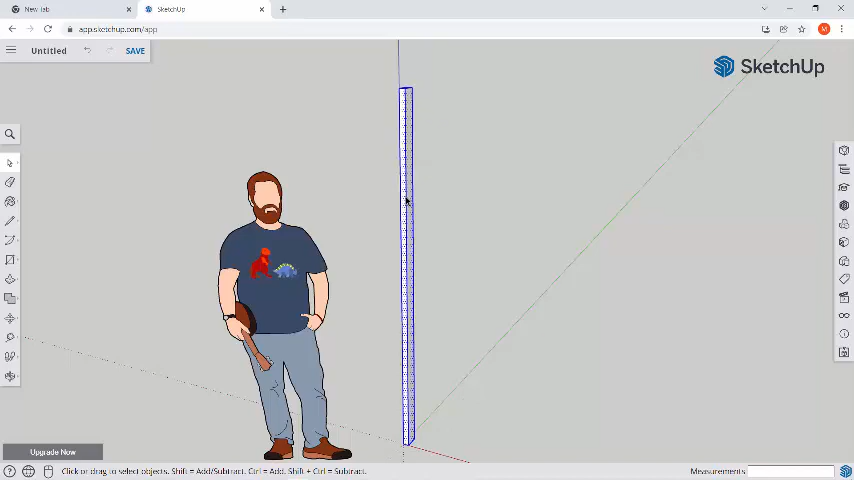 New Tab
SketchUp
app.sketchup.com/app
M
Untitled
SAVE
SketchUp
Upgrade Now
Click or drag to select objects. Shift = Add/Subtract. Ctrl = Add. Shift + Ctrl = Subtract.
Measurements